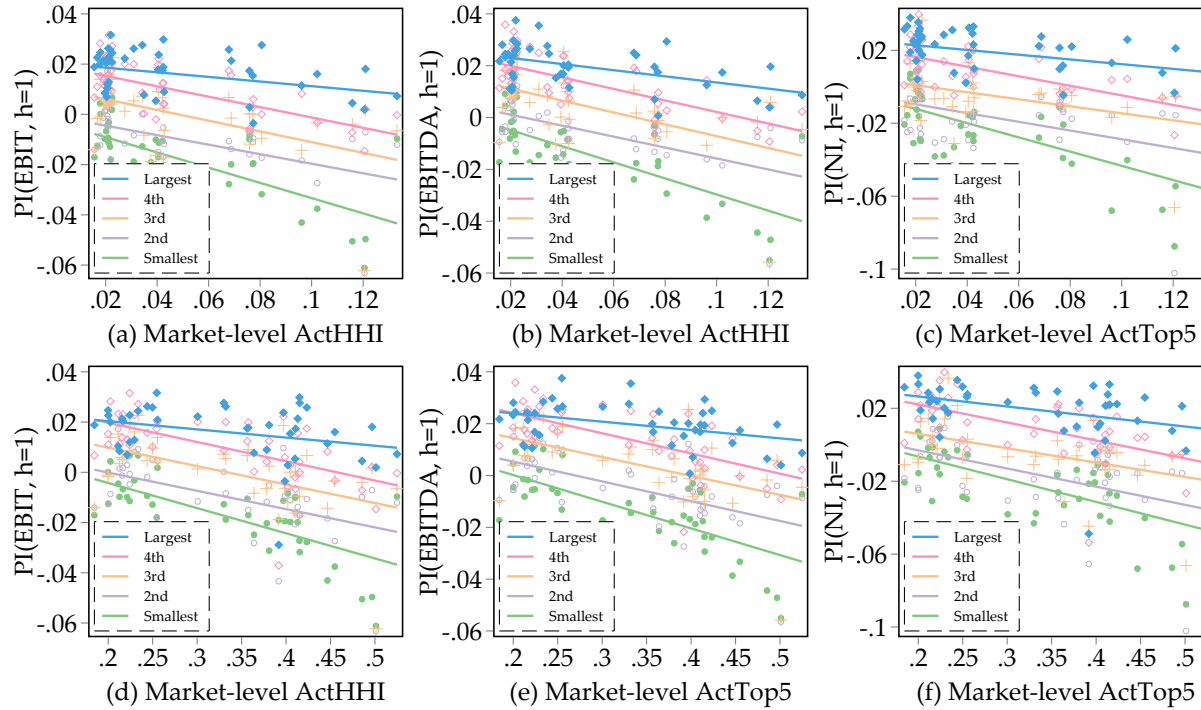 PI(EBIT, h=1)
.04
.02
0
-.02
-.04
-.06
Largest
4th
3rd
2nd
Smallest
.02 .04 .06 .08 .1 .12
(a) Market-level ActHHI
PI(EBITDA, h=1)
.04
.02
0
-.02
-.04
-.06
Largest
4th
3rd
2nd
Smallest
.02 .04 .06 .08 .1 .12
(b) Market-level ActHHI
PI(NI, h=1)
.02
-.02
-.06
-.1
Largest
4th
3rd
2nd
Smallest
.02 .04 .06 .08 .1 .12
(c) Market-level ActTop5
PI(EBIT, h=1)
.04
.02
0
-.02
-.04
-.06
Largest
4th
3rd
2nd
Smallest
.2 .25 .3 .35 .4 .45 .5
(d) Market-level ActHHI
PI(EBITDA, h=1)
.04
.02
0
-.02
-.04
-.06
Largest
4th
3rd
2nd
Smallest
.2 .25 .3 .35 .4 .45 .5
(e) Market-level ActTop5
PI(NI, h=1)
.02
-.02
-.06
-.1
Largest
4th
3rd
2nd
Smallest
.2 .25 .3 .35 .4 .45 .5
(f) Market-level ActTop5